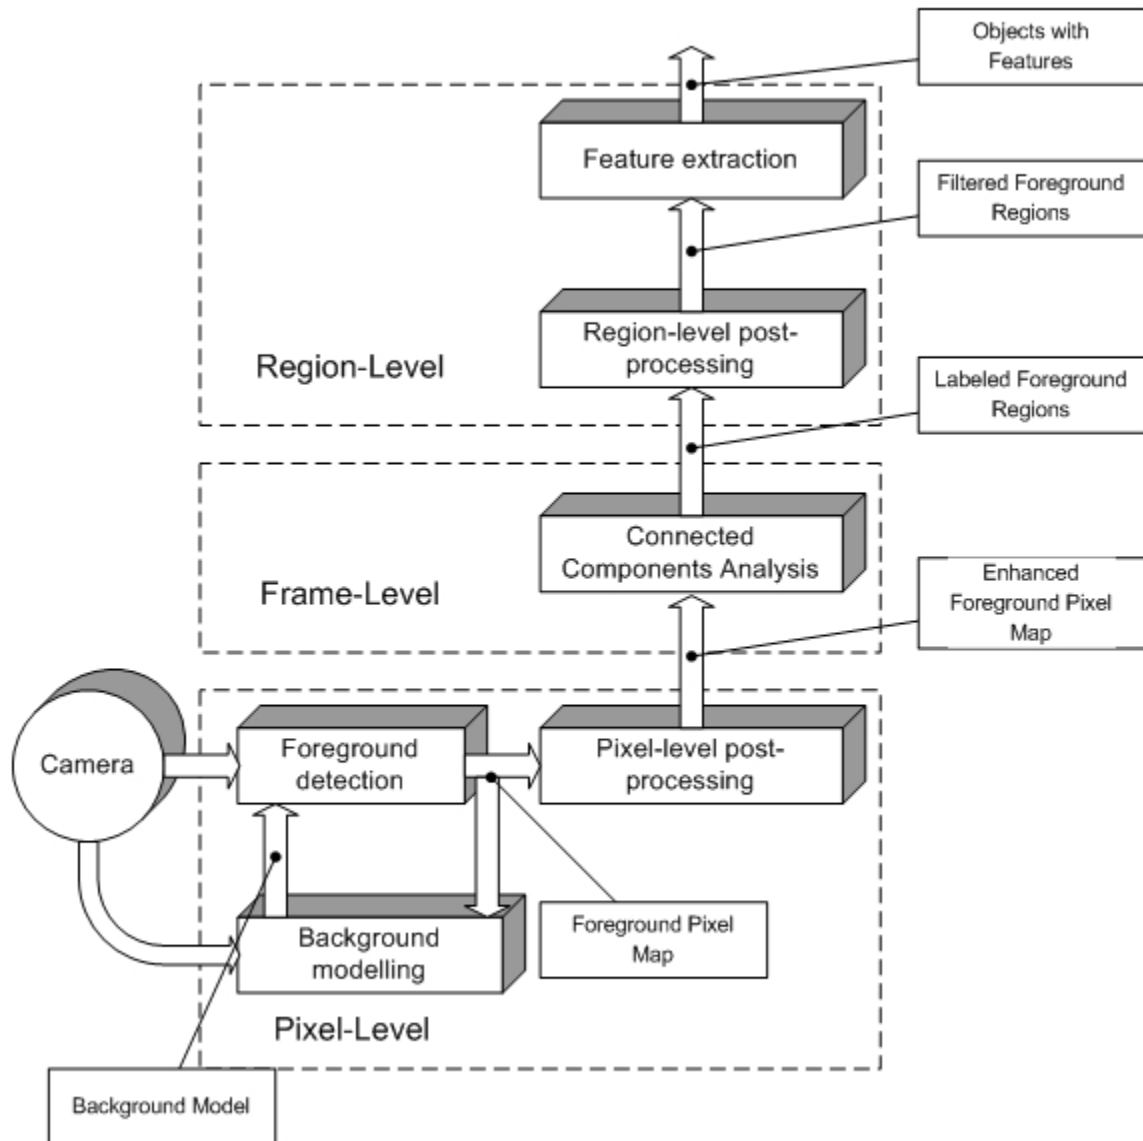 Objects with
Features
Feature extraction
Filtered Foreground
Regions
Region-level post-
processing
Region-Level
Labeled Foreground
Regions
Connected
Components Analysis
Frame-Level
Enhanced
Foreground Pixel
Map
Camera
Foreground
detection
Pixel-level post-
processing
Background
modelling
Foreground Pixel
Map
Pixel-Level
Background Model